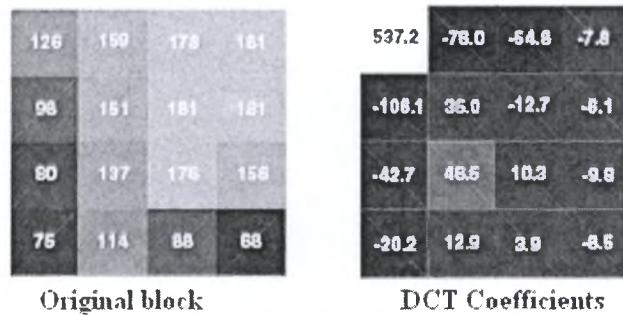 126 159 178 181 537.2 -76.0 -54.8 -7.8
98 151 181 181 -106.1 35.0 -12.7 -6.1
80 137 176 156 -42.7 46.5 10.3 -9.8
75 114 88 68 -20.2 12.9 3.9 -8.5
Original block DCT Coefficients